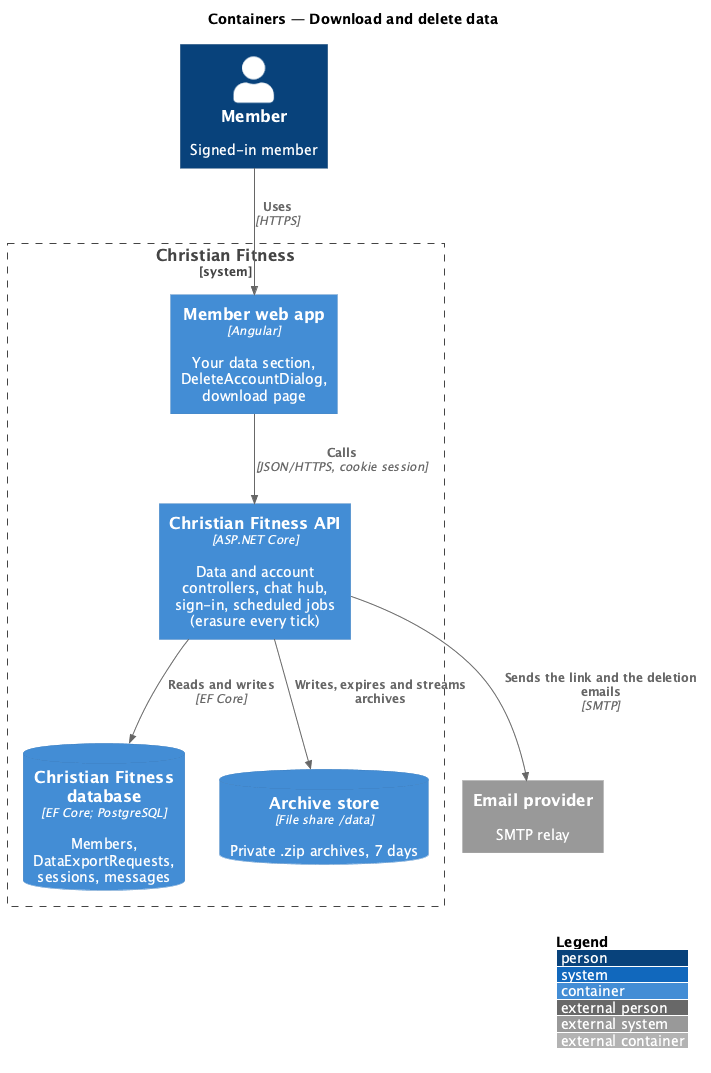 Containers — Download and delete data
Member
Signed-in member
Uses
[HTTPS]
Christian Fitness
[system]
Member web app
[Angular]
Your data section,
DeleteAccountDialog,
download page
Calls
[JSON/HTTPS, cookie session]
Christian Fitness API
[ASP.NET Core]
Data and account
controllers, chat hub,
sign-in, scheduled jobs
(erasure every tick)
Reads and writes
[EF Core]
Writes, expires and streams
archives
Sends the link and the deletion
emails
[SMTP]
Christian Fitness
database
[EF Core; PostgreSQL]
Members,
DataExportRequests,
sessions, messages
Archive store
[File share /data]
Private .zip archives, 7 days
Email provider
SMTP relay
Legend
person
system
container
external person
external system
external container